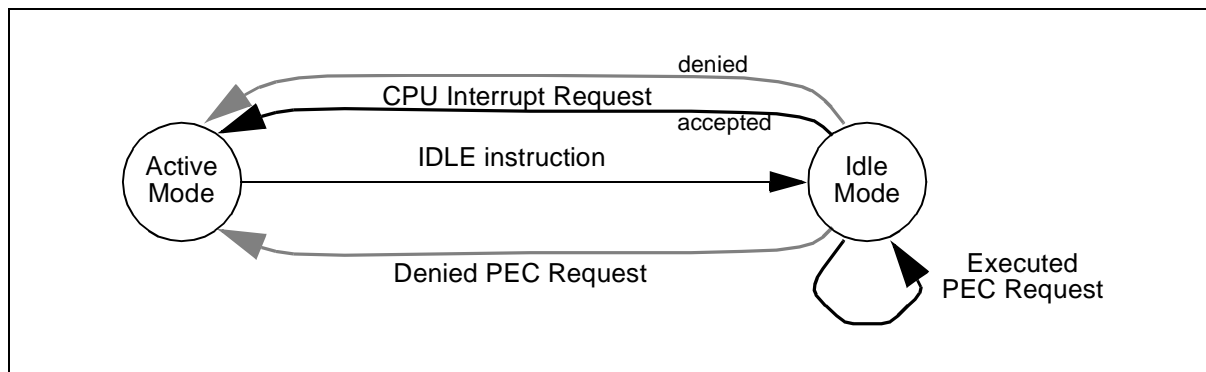 denied
CPU Interrupt Request
accepted
IDLE instruction
Active
Mode
Idle
Mode
Denied PEC Request
Executed
PEC Request